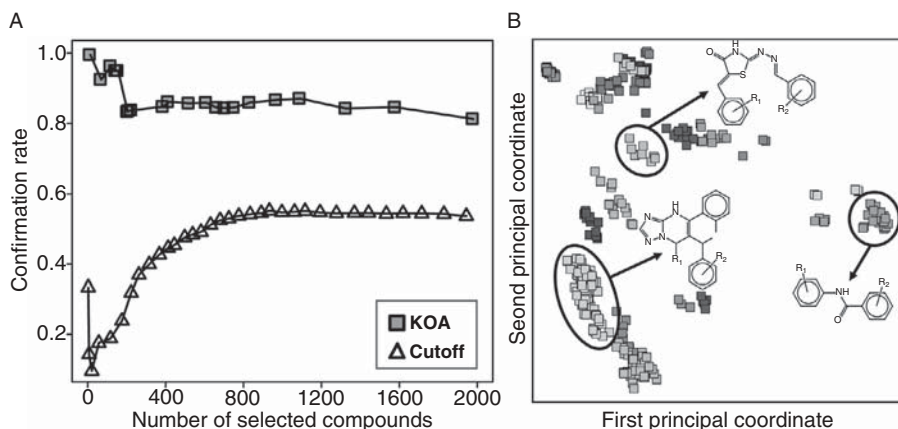 A
Confirmation rate
1.0
0.8
0.6
0.4
0.2
KOA
Cutoff
0
400
800
1200
1600
2000
Number of selected compounds
B
Seond principal coordinate
First principal coordinate
H
N
O
S
N
N
R1
R2
H
N
N
N
N
R1
R2
R1
NH
O
R2